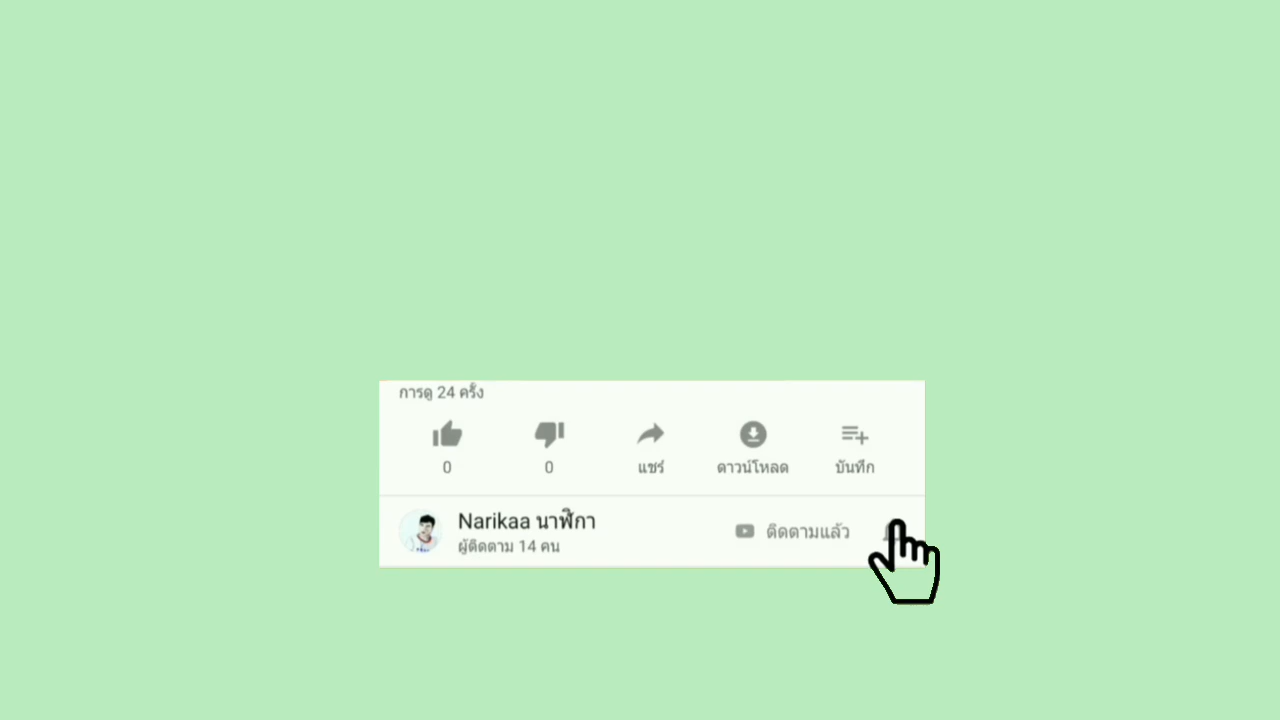 การดู 24 ครั้ง
0 0 แชร์ ดาวน์โหลด บันทึก
Narikaa นาฬิกา
ติดตามแล้ว
ผู้ติดตาม 14 คน